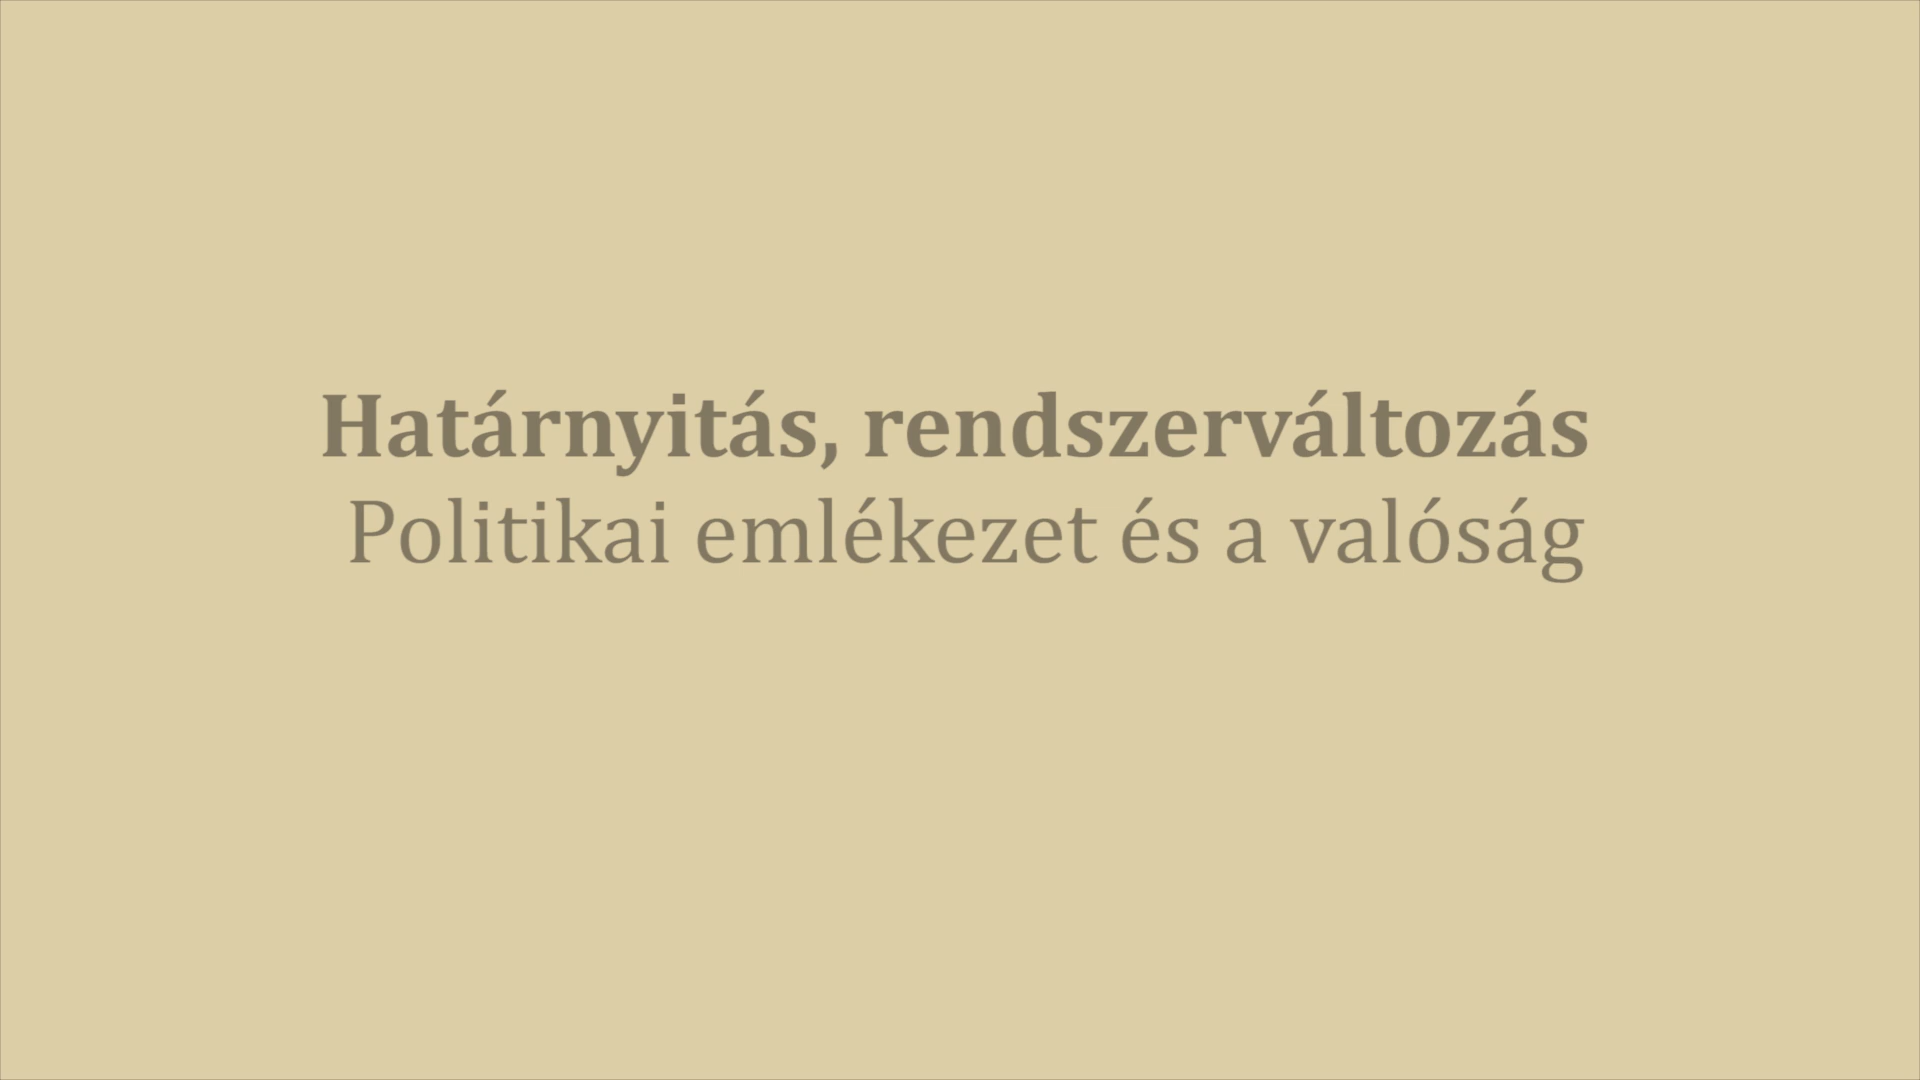 Határnyitás, rendszerváltozás
Politikai emlékezet és a valóság